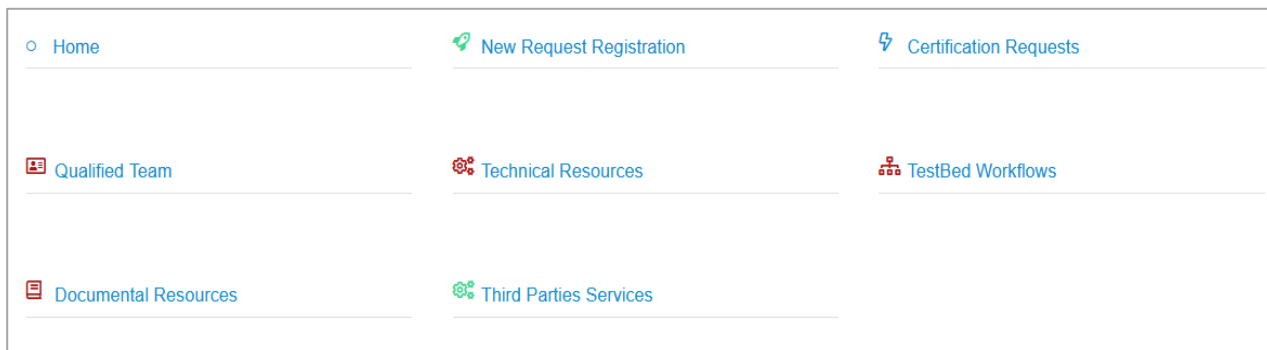 Home
New Request Registration
Certification Requests
Qualified Team
Technical Resources
TestBed Workflows
Documental Resources
Third Parties Services